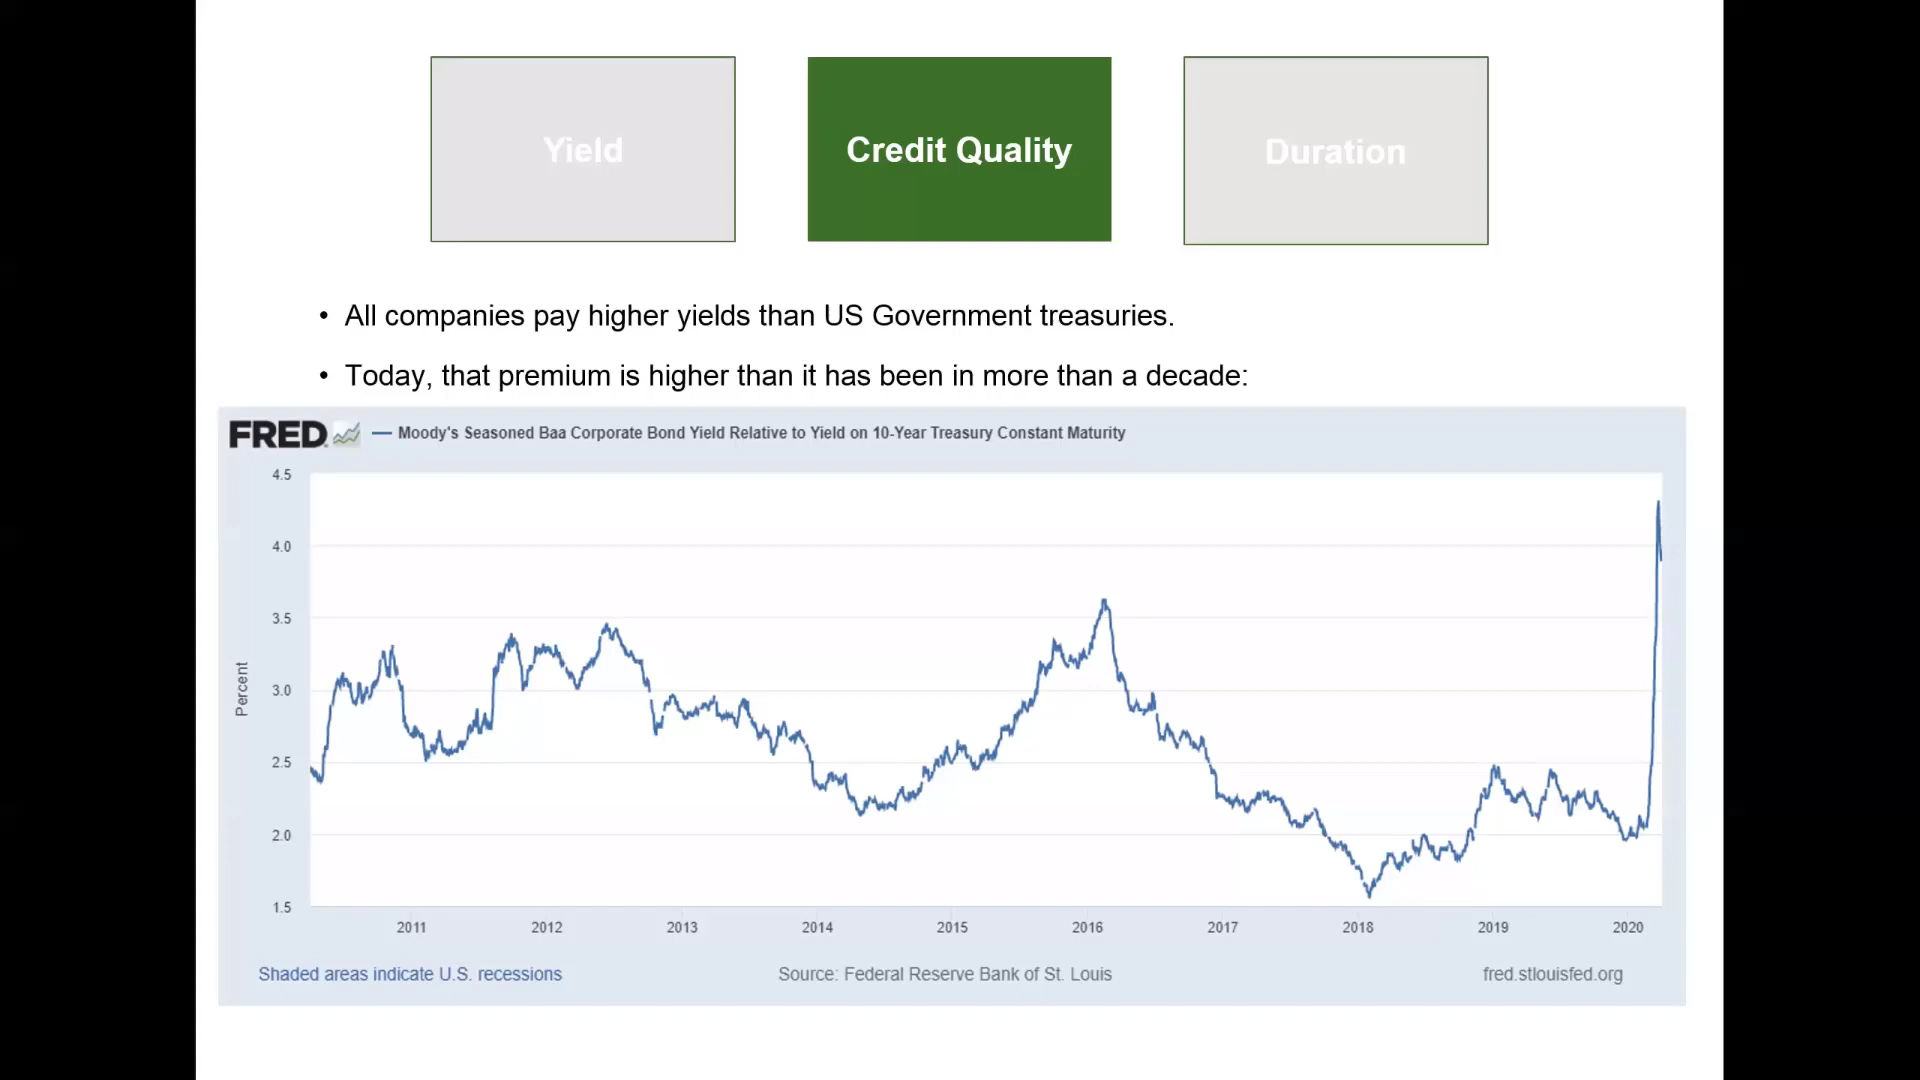 Yield
Credit Quality
Duration
• All companies pay higher yields than US Government treasuries.
• Today, that premium is higher than it has been in more than a decade:
FRED
Moody's Seasoned Baa Corporate Bond Yield Relative to Yield on 10-Year Treasury Constant Maturity
Percent
4.5
4.0
3.5
3.0
2.5
2.0
1.5
2011 2012 2013 2014 2015 2016 2017 2018 2019 2020
Shaded areas indicate U.S. recessions
Source: Federal Reserve Bank of St. Louis
fred.stlouisfed.org